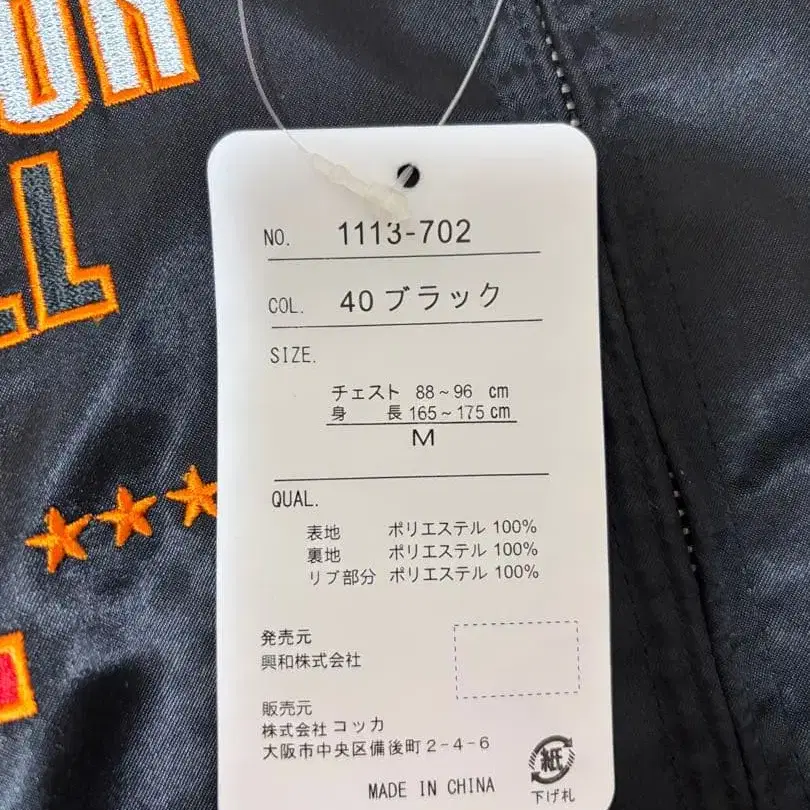 NO. 1113-702
COL. 40 ブラック
SIZE.
チェスト 88～96 cm
身 長 165～175 cm
M
QUAL.
表地 ポリエステル 100%
裏地 ポリエステル 100%
リブ部分 ポリエステル 100%
発売元
興和株式会社
販売元
株式会社 コッカ
大阪市中央区備後町2-4-6
MADE IN CHINA
紙
下げ札